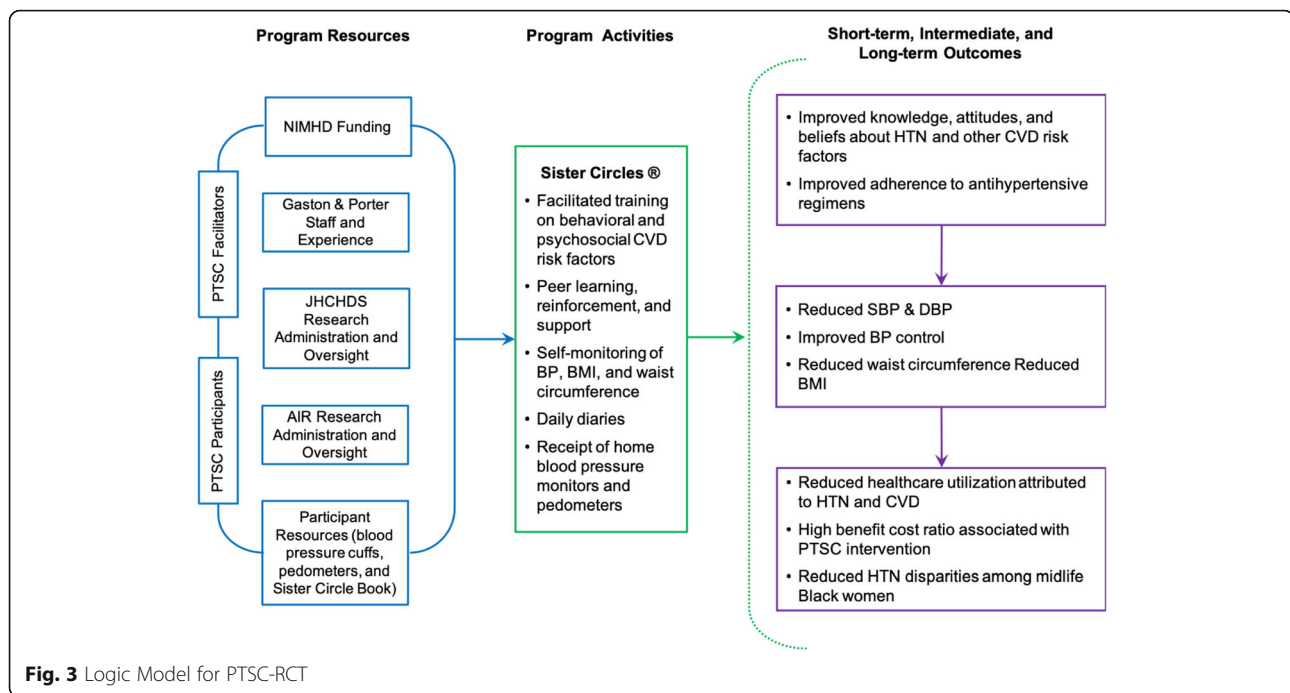 Program Resources
Program Activities
Short-term, Intermediate, and
Long-term Outcomes
PTSC Facilitators
PTSC Participants
NIMHD Funding
Gaston & Porter
Staff and
Experience
JHCHDS
Research
Administration and
Oversight
AIR Research
Administration and
Oversight
Participant
Resources (blood
pressure cuffs,
pedometers, and
Sister Circle Book)
Sister Circles ®
• Facilitated training
on behavioral and
psychosocial CVD
risk factors
• Peer learning,
reinforcement, and
support
• Self-monitoring of
BP, BMI, and waist
circumference
• Daily diaries
• Receipt of home
blood pressure
monitors and
pedometers
• Improved knowledge, attitudes, and
beliefs about HTN and other CVD risk
factors
• Improved adherence to antihypertensive
regimens
• Reduced SBP & DBP
• Improved BP control
• Reduced waist circumference Reduced
BMI
• Reduced healthcare utilization attributed
to HTN and CVD
• High benefit cost ratio associated with
PTSC intervention
• Reduced HTN disparities among midlife
Black women
Fig. 3 Logic Model for PTSC-RCT